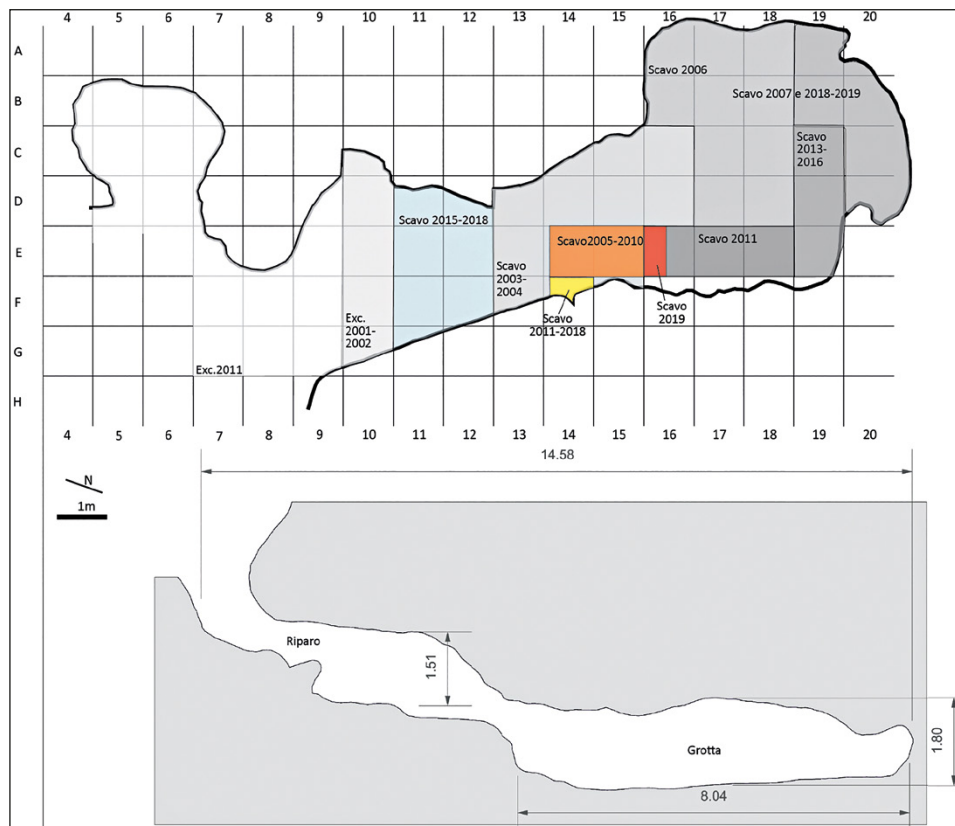 4 5 6 7 8 9 10 11 12 13 14 15 16 17 18 19 20
A
B
C
D
E
F
G
H
Scavo 2006
Scavo 2007 e 2018-2019
Scavo
2013-
2016
Scavo 2015-2018
Scavo2005-2010
Scavo 2011
Scavo
2003-
2004
Scavo
2019
Scavo
2011-2018
Exc.
2001-
2002
Exc.2011
4 5 6 7 8 9 10 11 12 13 14 15 16 17 18 19 20
14.58
N
1m
Riparo
1.51
Grotta
1.80
8.04